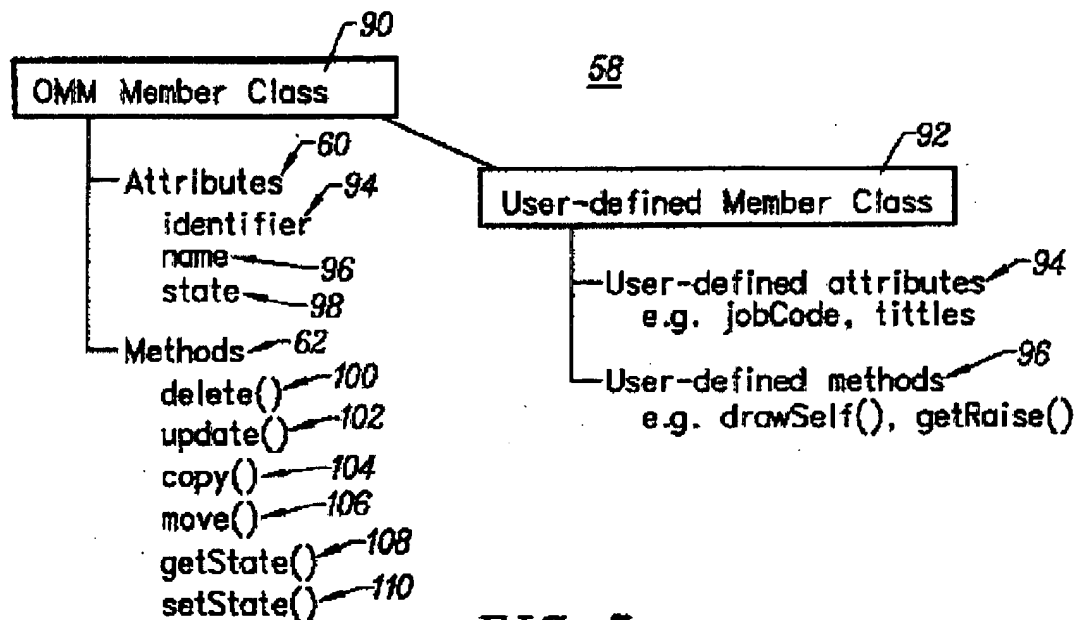 90
58
OMM Member Class
92
60
Attributes
94
identifier
name
96
state
98
User-defined Member Class
94
User-defined attributes
e.g. jobCode, tittles
Methods
62
96
User-defined methods
e.g. drawSelf(), getRaise()
delete()
100
update()
102
copy()
104
move()
106
getState()
108
setState()
110